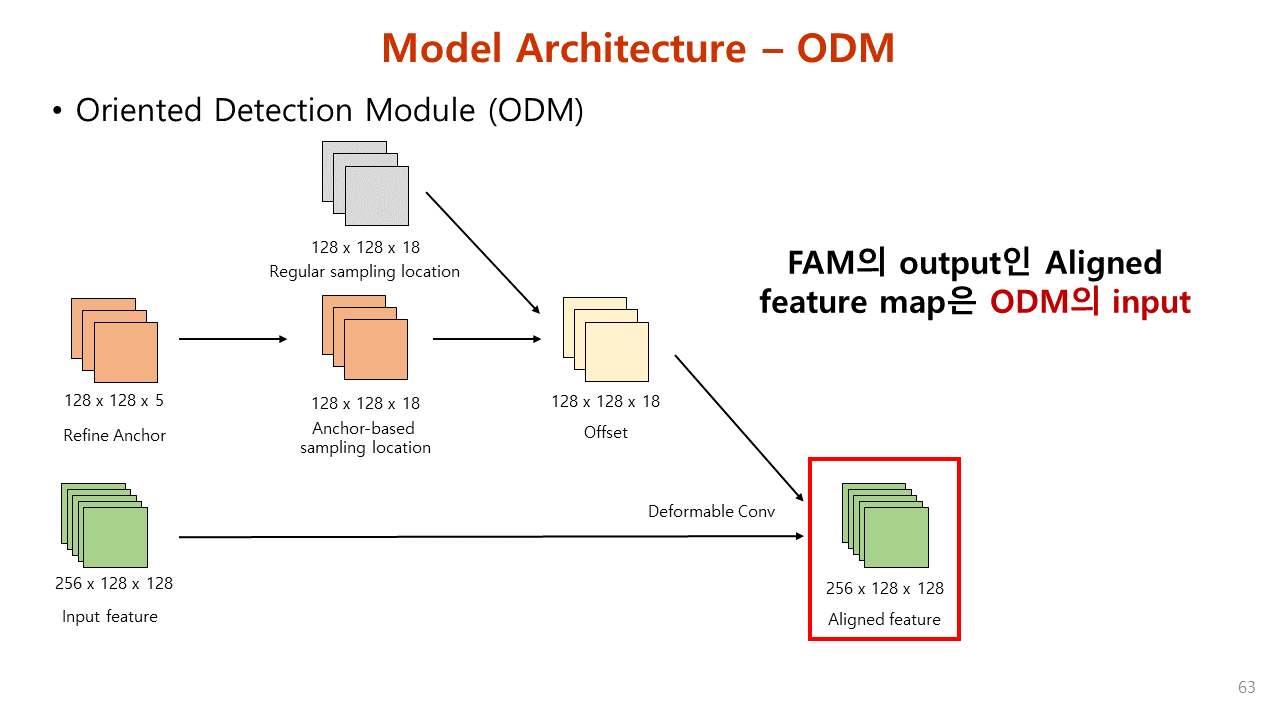 Model Architecture – ODM
• Oriented Detection Module (ODM)
128 x 128 x 18
Regular sampling location
FAM의 output인 Aligned
feature map은 ODM의 input
128 x 128 x 5
Refine Anchor
128 x 128 x 18
Anchor-based
sampling location
128 x 128 x 18
Offset
Deformable Conv
256 x 128 x 128
Input feature
256 x 128 x 128
Aligned feature
63